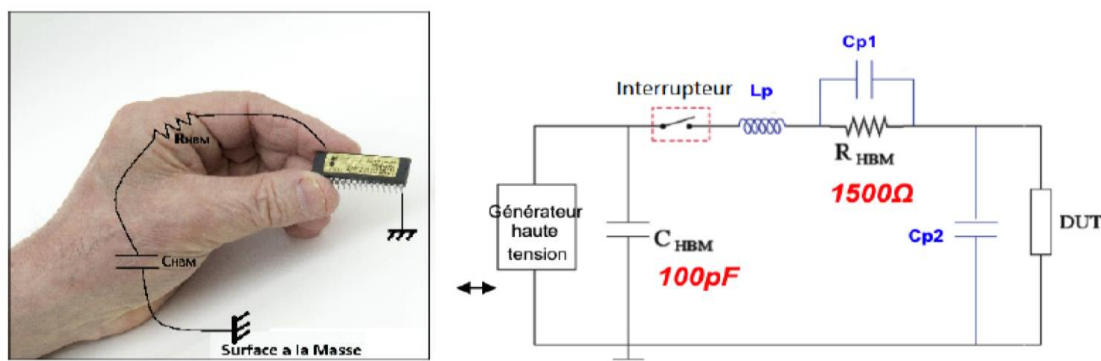 RHBM
CHBM
Surface a la Masse
Cp1
Interrupteur
Lp
R HBM
1500Ω
Générateur
haute
tension
C HBM
100pF
Cp2
DUT